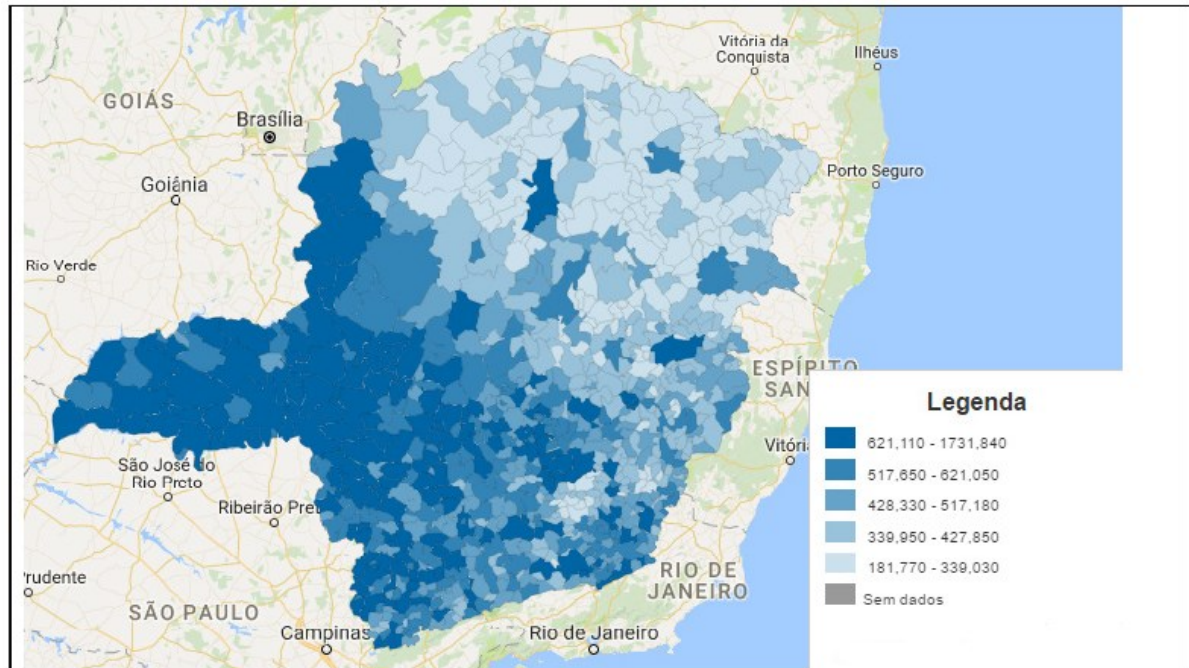 Vitória da
Conquista
Ilhéus
GOIÁS
Brasília
Porto Seguro
Goiânia
Rio Verde
ESPÍRITO
SAN
Legenda
621,110 - 1731,840
Vitória
São José do
Rio Preto
517,650 - 621,050
Ribeirão Pret
428,330 - 517,180
339,950 - 427,850
Prudente
RIO DE
JANEIRO
181,770 - 339,030
Sem dados
SÃO PAULO
Campinas
Rio de Janeiro